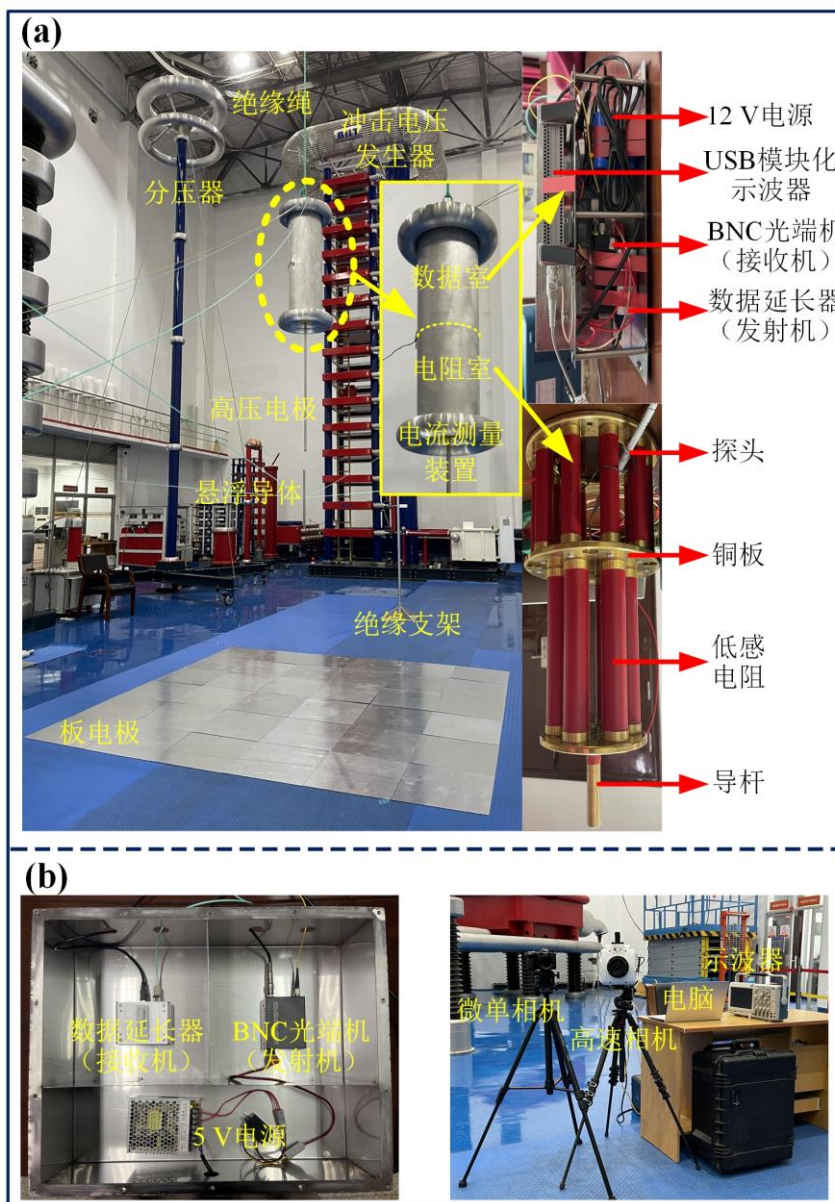 (a)
绝缘绳
冲击电压
发生器
分压器
数据室
电阻室
高压电极
电流测量
装置
悬浮导体
绝缘支架
板电极
12 V电源
USB模块化
示波器
BNC光端机
（接收机）
数据延长器
（发射机）
探头
铜板
低感
电阻
导杆
(b)
数据延长器
（接收机）
BNC光端机
（发射机）
5 V电源
微单相机
高速相机
电脑
示波器